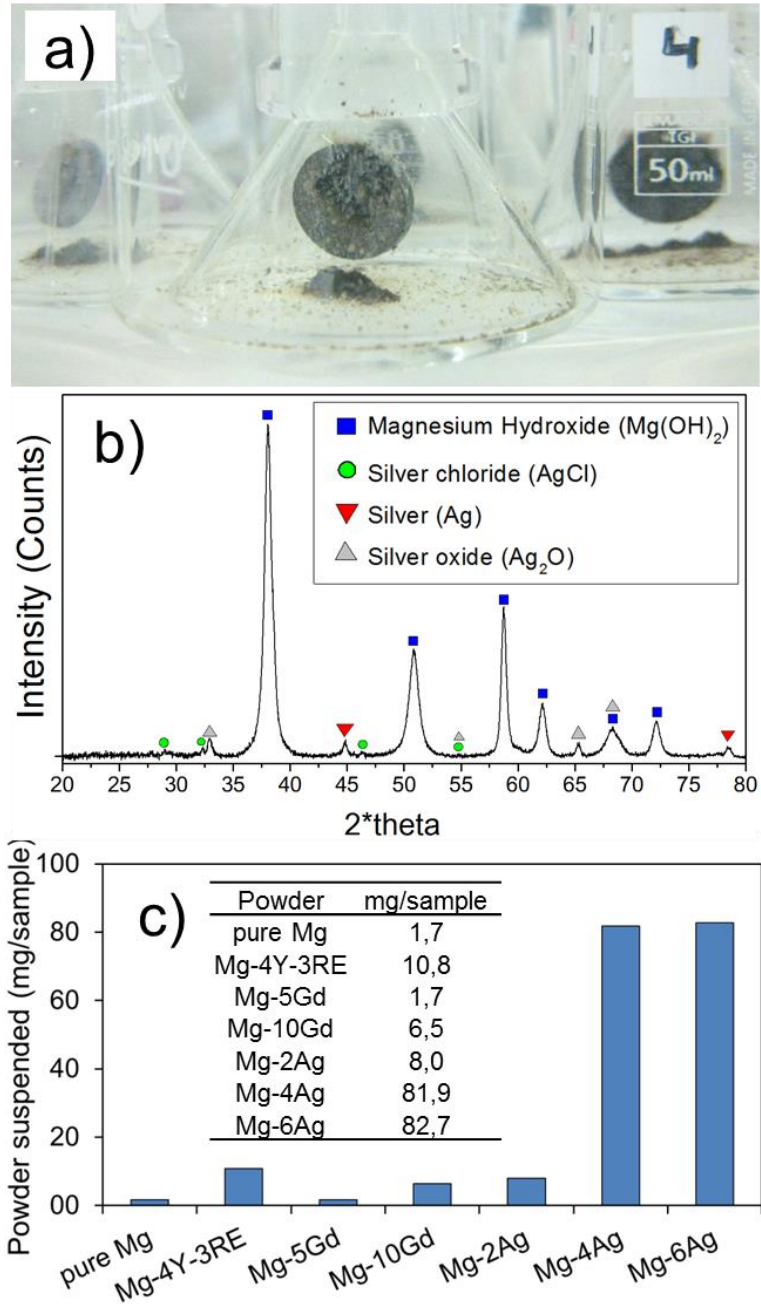 a)
4
TGI
50ml
MADE IN GE
b)
Magnesium Hydroxide (Mg(OH)₂)
Silver chloride (AgCl)
Silver (Ag)
Silver oxide (Ag₂O)
Intensity (Counts)
20 25 30 35 40 45 50 55 60 65 70 75 80
2*theta
c)
Powder suspended (mg/sample)
100
80
60
40
20
00
Powder mg/sample
pure Mg 1,7
Mg-4Y-3RE 10,8
Mg-5Gd 1,7
Mg-10Gd 6,5
Mg-2Ag 8,0
Mg-4Ag 81,9
Mg-6Ag 82,7
pure Mg
Mg-4Y-3RE
Mg-5Gd
Mg-10Gd
Mg-2Ag
Mg-4Ag
Mg-6Ag